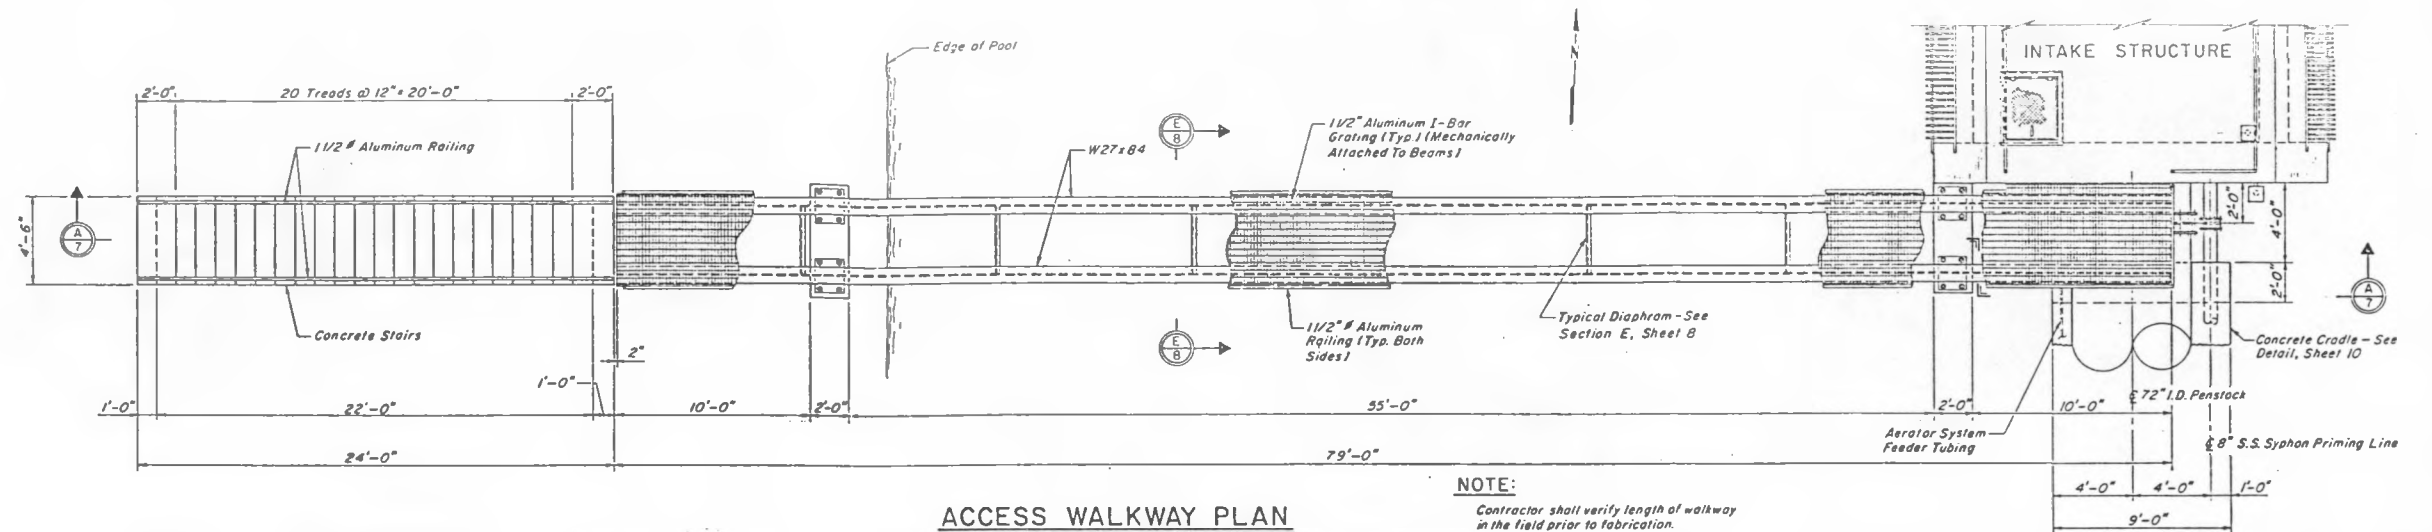 Edge of Pool
N
INTAKE STRUCTURE
2'-0"
20 Treads @ 12" = 20'-0"
2'-0"
1 1/2" ø Aluminum Railing
E
8
W27x84
1 1/2" Aluminum I-Bar
Grating (Typ.) (Mechanically
Attached To Beams)
4'-6"
A
7
2'-0"
4'-0"
2'-0"
A
7
Concrete Stairs
2"
1'-0"
E
8
1 1/2" ø Aluminum
Railing (Typ. Both
Sides)
Typical Diaphram - See
Section E, Sheet 8
Concrete Cradle - See
Detail, Sheet 10
1'-0"
22'-0"
10'-0"
2'-0"
55'-0"
2'-0"
10'-0"
℄ 72" I.D. Penstock
Aerator System
Feeder Tubing
℄ 8" S.S. Syphon Priming Line
24'-0"
79'-0"
4'-0"
4'-0"
1'-0"
9'-0"
ACCESS WALKWAY PLAN
NOTE:
Contractor shall verify length of walkway
in the field prior to fabrication.